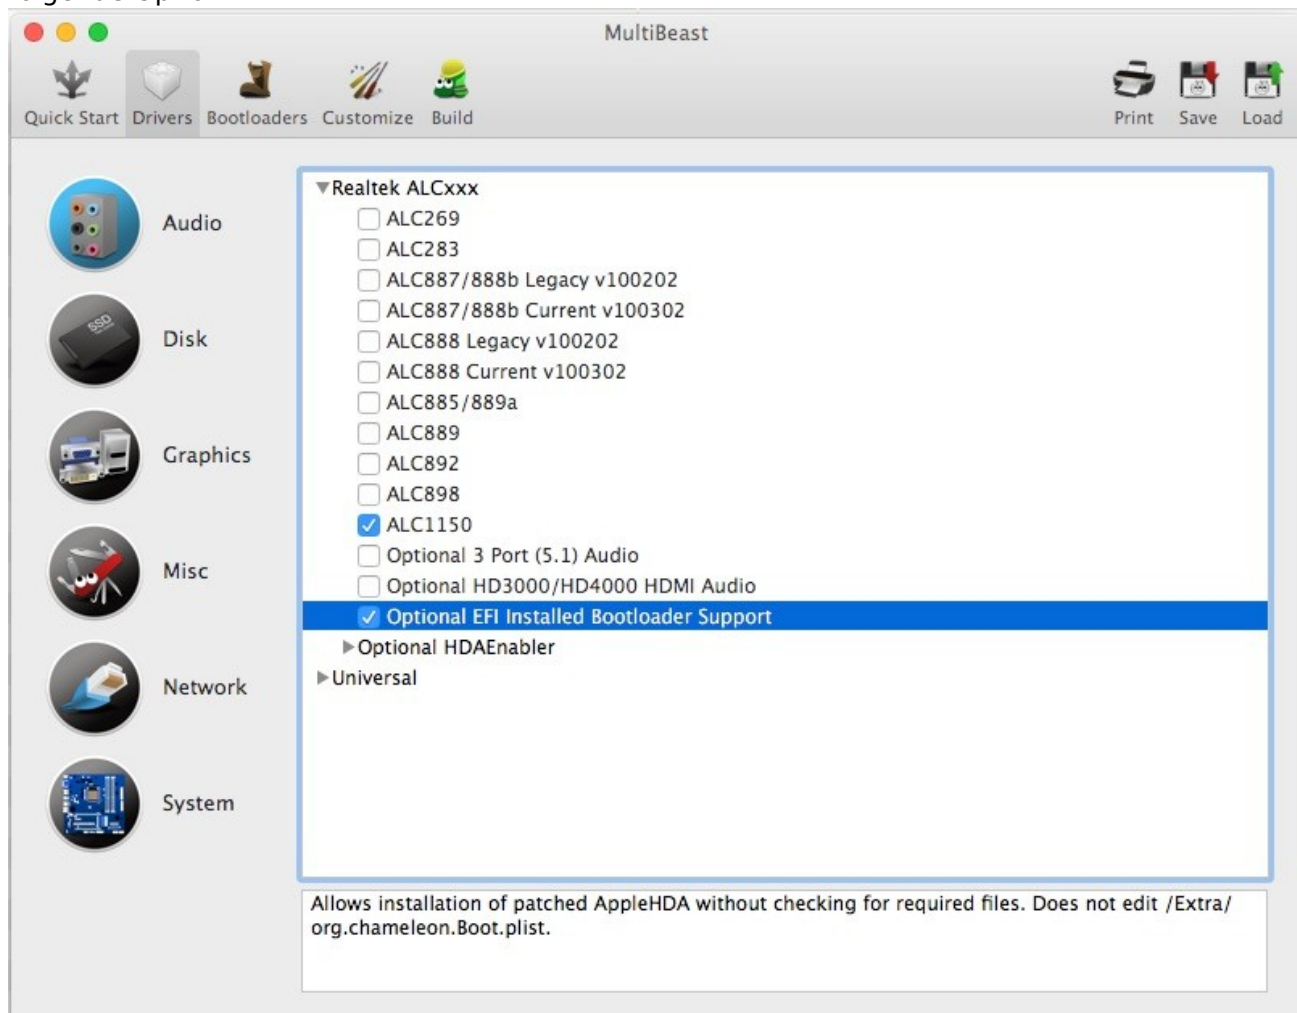 MultiBeast
Quick Start Drivers Bootloaders Customize Build Print Save Load
Realtek ALCxxx
Audio
ALC269
ALC283
ALC887/888b Legacy v100202
ALC887/888b Current v100302
SSD
Disk
ALC888 Legacy v100202
ALC888 Current v100302
ALC885/889a
ALC889
Graphics
ALC892
ALC898
ALC1150
Optional 3 Port (5.1) Audio
Misc
Optional HD3000/HD4000 HDMI Audio
Optional EFI Installed Bootloader Support
Optional HDAEnabler
Universal
Network
System
Allows installation of patched AppleHDA without checking for required files. Does not edit /Extra/
org.chameleon.Boot.plist.